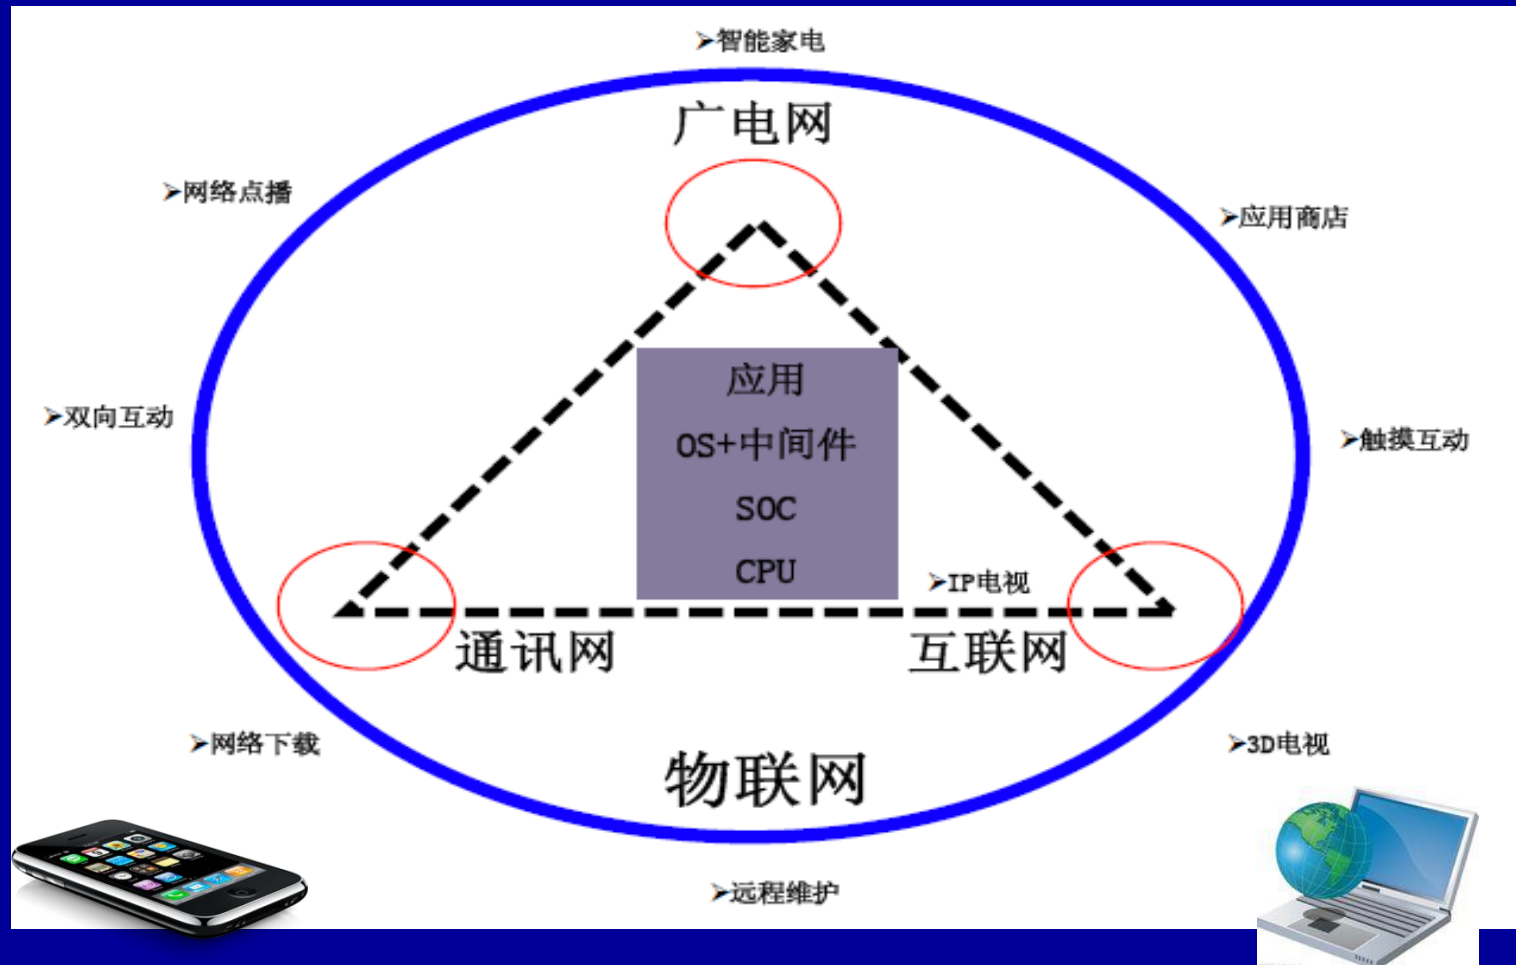 ➢智能家电
广电网
➢网络点播
➢应用商店
应用
➢双向互动
OS+中间件
➢触摸互动
SOC
CPU
➢IP电视
通讯网
互联网
➢网络下载
➢3D电视
物联网
➢远程维护